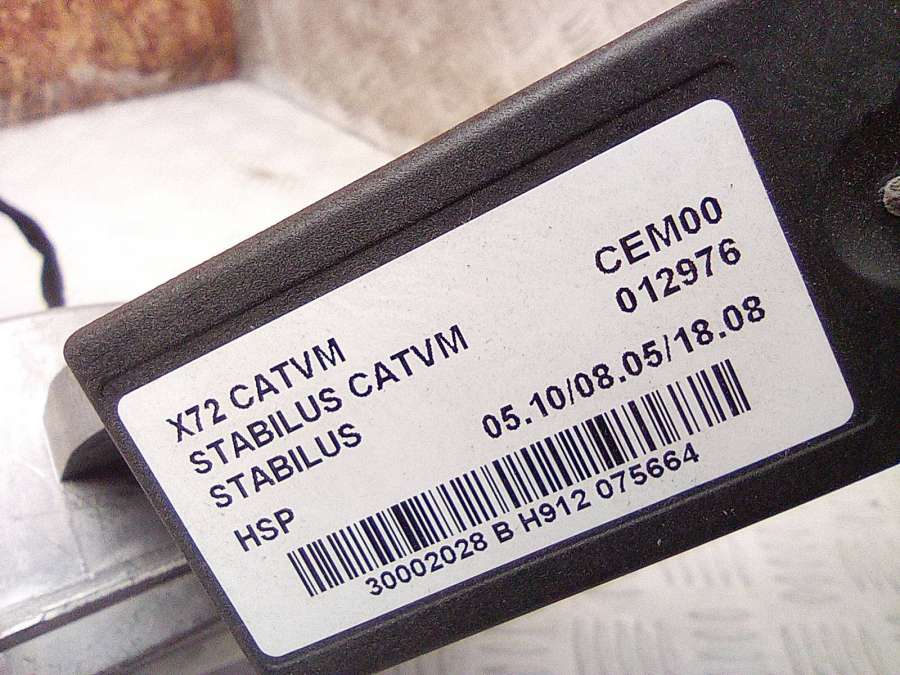 CEM00
012976
X72 CATVM
STABILUS CATVM
STABILUS 05.10/08.05/18.08
HSP
30002028 B H912 075664